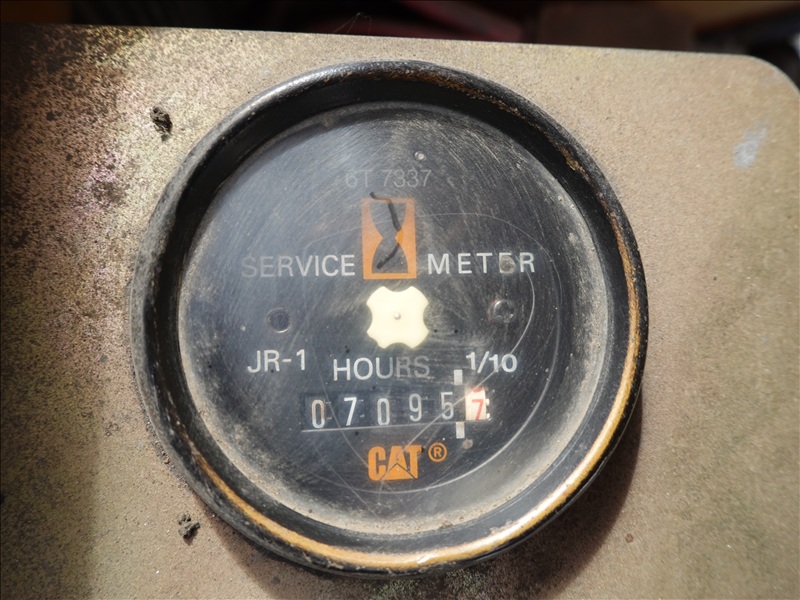 6T 7337
SERVICE METER
JR-1 HOURS 1/10
070957
CAT®